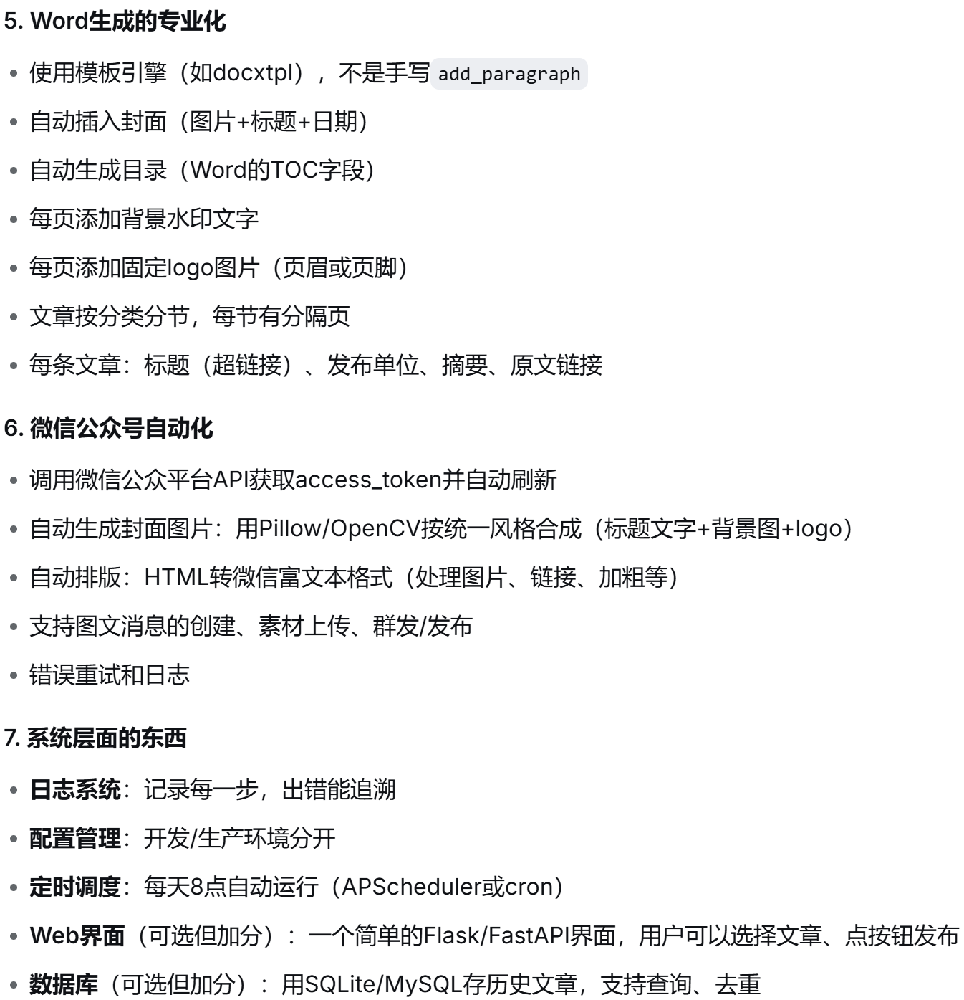 5. Word生成的专业化
使用模板引擎（如docxtpl），不是手写 add_paragraph
自动插入封面（图片+标题+日期）
自动生成目录（Word的TOC字段）
每页添加背景水印文字
每页添加固定logo图片（页眉或页脚）
文章按分类分节，每节有分隔页
每条文章：标题（超链接）、发布单位、摘要、原文链接
6. 微信公众号自动化
调用微信公众平台API获取access_token并自动刷新
自动生成封面图片：用Pillow/OpenCV按统一风格合成（标题文字+背景图+logo）
自动排版：HTML转微信富文本格式（处理图片、链接、加粗等）
支持图文消息的创建、素材上传、群发/发布
错误重试和日志
7. 系统层面的东西
日志系统：记录每一步，出错能追溯
配置管理：开发/生产环境分开
定时调度：每天8点自动运行（APScheduler或cron）
Web界面（可选但加分）：一个简单的Flask/FastAPI界面，用户可以选择文章、点按钮发布
数据库（可选但加分）：用SQLite/MySQL存历史文章，支持查询、去重